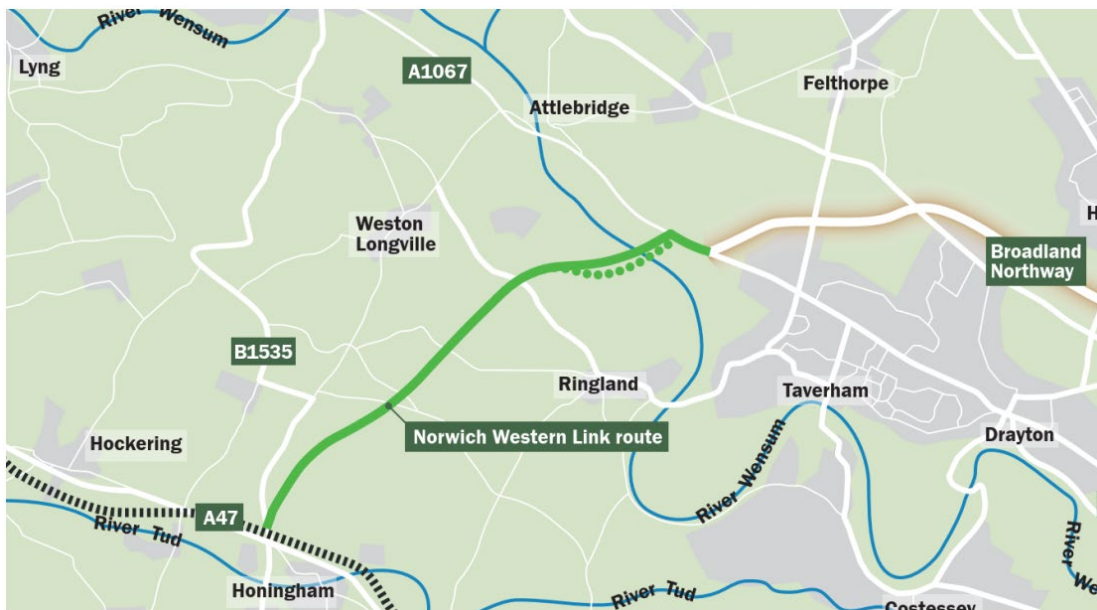 River Wensum
Lyng
A1067
Felthorpe
Attlebridge
H
Weston
Longville
Broadland
Northway
B1535
Ringland
Taverham
Norwich Western Link route
Drayton
Hockering
River Wensum
A47
River Tud
River We
Honingham
River Tud
Costessey